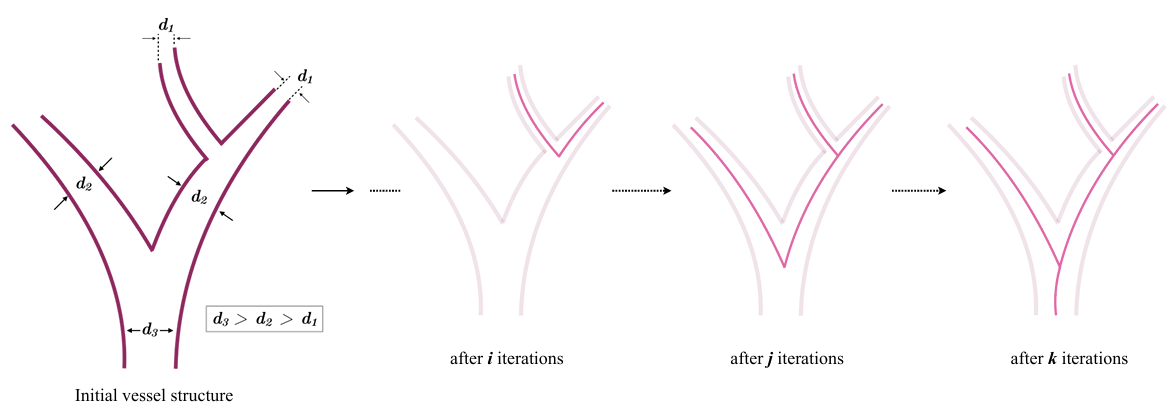 d1
d1
d2
d2
d3
d3 > d2 > d1
Initial vessel structure
after i iterations
after j iterations
after k iterations